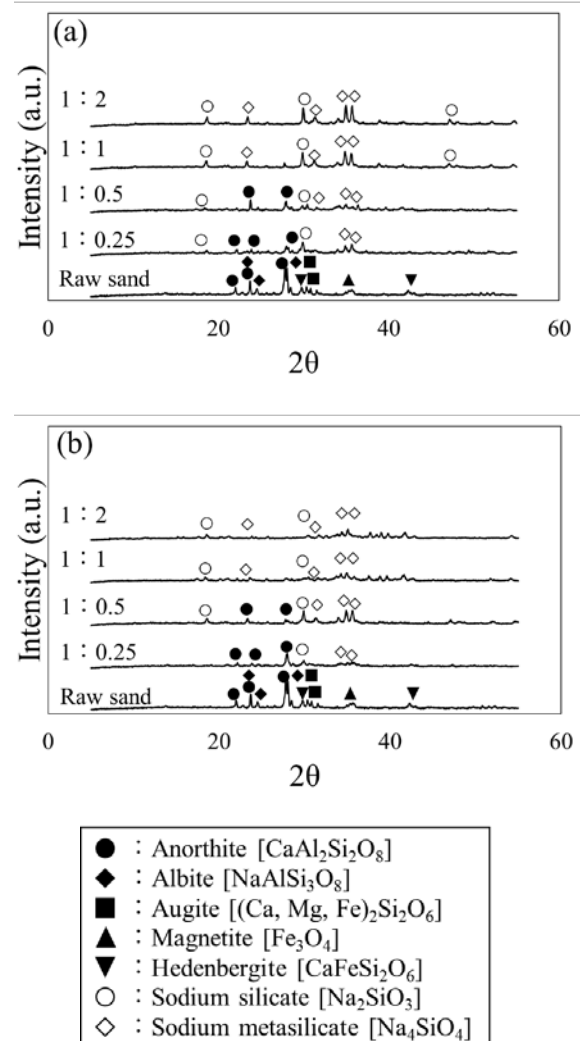 (a)
Intensity (a.u.)
1：2
1：1
1：0.5
1：0.25
Raw sand
0
20
40
60
2θ
(b)
Intensity (a.u.)
1：2
1：1
1：0.5
1：0.25
Raw sand
0
20
40
60
2θ
●：Anorthite [CaAl₂Si₂O₈]
◆：Albite [NaAlSi₃O₈]
■：Augite [(Ca, Mg, Fe)₂Si₂O₆]
▲：Magnetite [Fe₃O₄]
▼：Hedenbergite [CaFeSi₂O₆]
○：Sodium silicate [Na₂SiO₃]
◇：Sodium metasilicate [Na₄SiO₄]